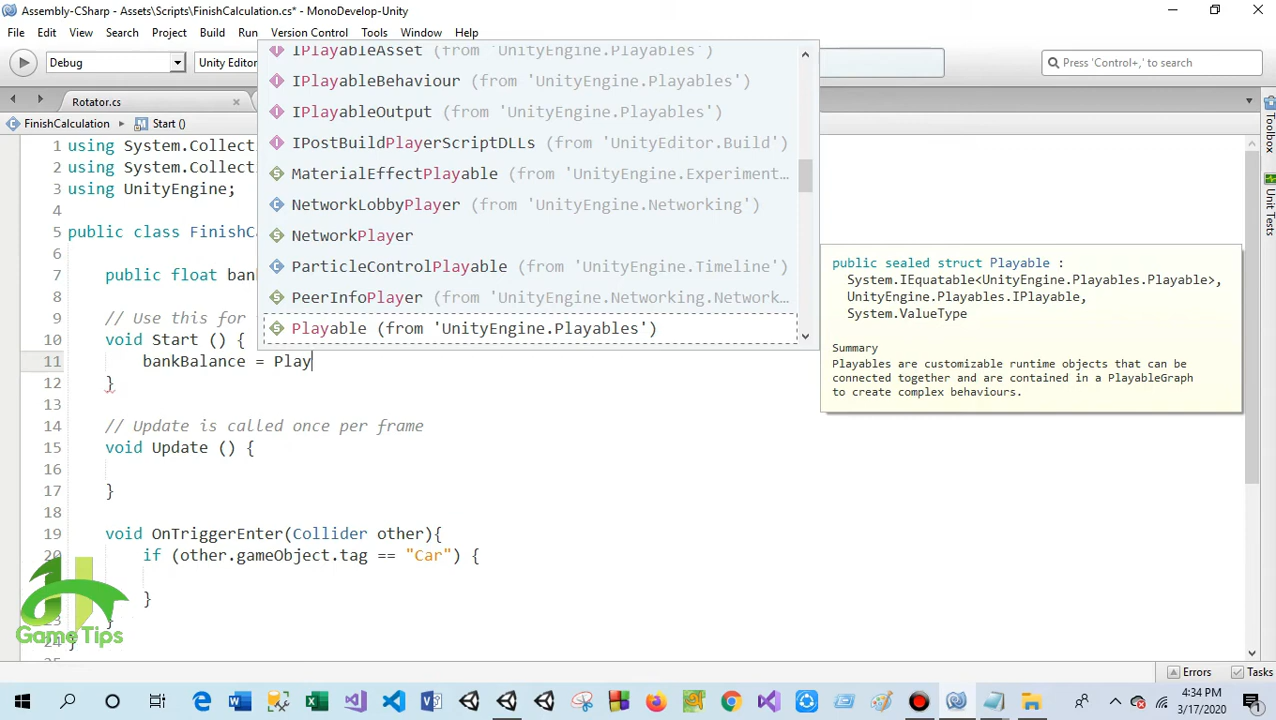 Assembly-CSharp - Assets\Scripts\FinishCalculation.cs* - MonoDevelop-Unity
File Edit View Search Project Build Run Version Control Tools Window Help
Debug
Unity Editor
Press 'Control+,' to search
Rotator.cs
FinishCalculation
Start ()
IPlayableAsset (from 'UnityEngine.Playables')
IPlayableBehaviour (from 'UnityEngine.Playables')
IPlayableOutput (from 'UnityEngine.Playables')
IPostBuildPlayerScriptDLLs (from 'UnityEditor.Build')
MaterialEffectPlayable (from 'UnityEngine.Experiment…
NetworkLobbyPlayer (from 'UnityEngine.Networking')
NetworkPlayer
ParticleControlPlayable (from 'UnityEngine.Timeline')
PeerInfoPlayer (from 'UnityEngine.Networking.Network…
Playable (from 'UnityEngine.Playables')
public sealed struct Playable :
System.IEquatable<UnityEngine.Playables.Playable>,
UnityEngine.Playables.IPlayable,
System.ValueType
Summary
Playables are customizable runtime objects that can be
connected together and are contained in a PlayableGraph
to create complex behaviours.
1 using System.Collect
2 using System.Collect
3 using UnityEngine;
4
5 public class FinishCa
6
7 public float ban
8
9 // Use this for
10 void Start () {
11 bankBalance = Play
12 }
13
14 // Update is called once per frame
15 void Update () {
16
17 }
18
19 void OnTriggerEnter(Collider other){
20 if (other.gameObject.tag == "Car") {
}
}
24 }
GameTips
Toolbox
Unit Tests
Errors
Tasks
4:34 PM
3/17/2020